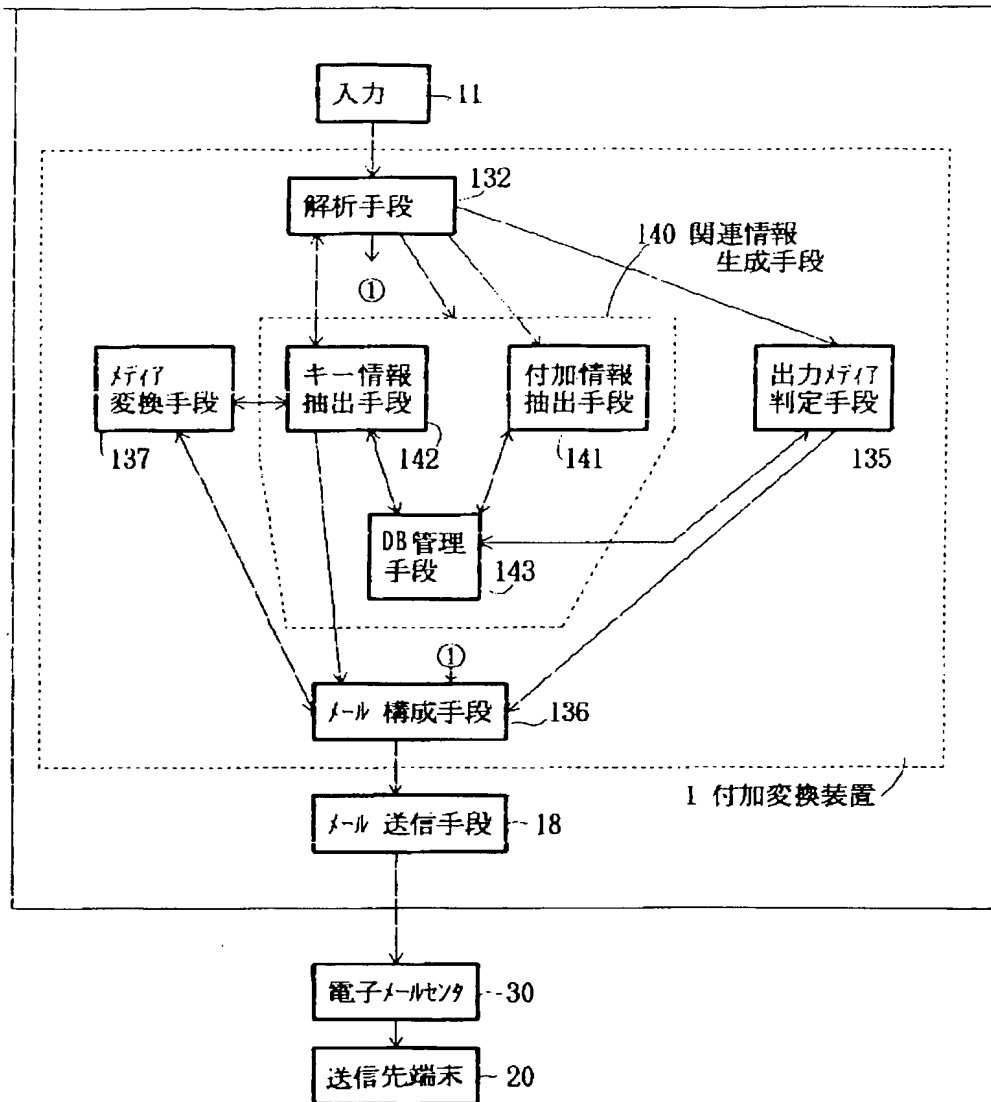 入力
11
解析手段
132
140 関連情報
生成手段
①
メディア
変換手段
137
キー情報
抽出手段
142
付加情報
抽出手段
141
出力メディア
判定手段
135
DB管理
手段
143
①
メール 構成手段
136
1 付加変換装置
メール 送信手段
18
電子メールセンタ
30
送信先端末
20